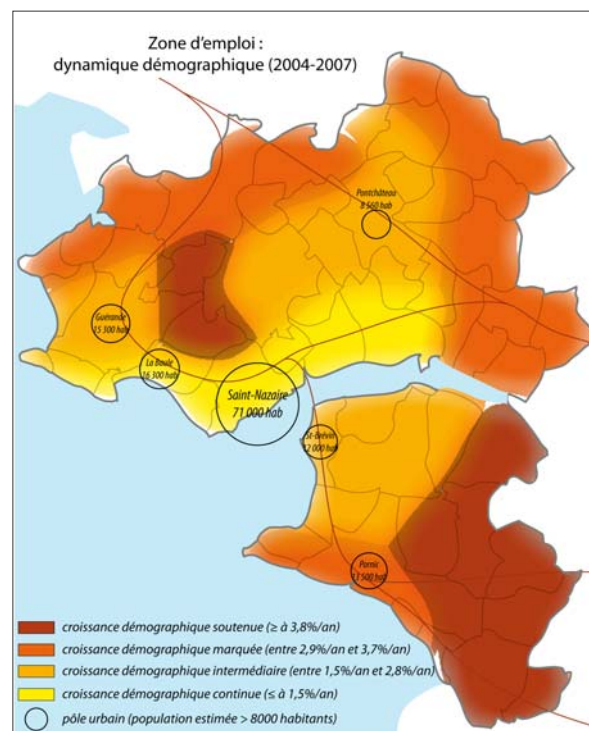 Zone d'emploi :
dynamique démographique (2004-2007)
Pontchâteau
8 560 hab
Guérande
15 300 hab
La Baule
16 300 hab
Saint-Nazaire
71 000 hab
St-Brévin
12 000 hab
Pornic
13 500 hab
croissance démographique soutenue (≥ à 3,8%/an)
croissance démographique marquée (entre 2,9%/an et 3,7%/an)
croissance démographique intermédiaire (entre 1,5%/an et 2,8%/an)
croissance démographique continue (≤ à 1,5%/an)
pôle urbain (population estimée > 8000 habitants)